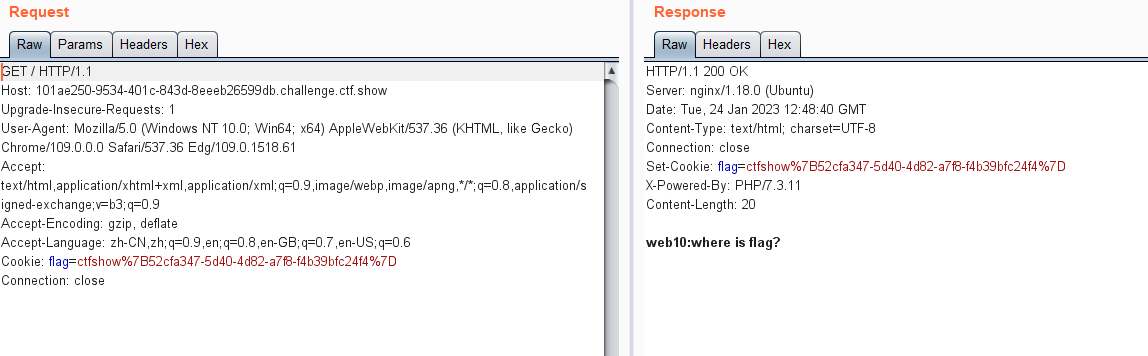 Request
Raw Params Headers Hex
GET / HTTP/1.1
Host: 101ae250-9534-401c-843d-8eeeb26599db.challenge.ctf.show
Upgrade-Insecure-Requests: 1
User-Agent: Mozilla/5.0 (Windows NT 10.0; Win64; x64) AppleWebKit/537.36 (KHTML, like Gecko)
Chrome/109.0.0.0 Safari/537.36 Edg/109.0.1518.61
Accept:
text/html,application/xhtml+xml,application/xml;q=0.9,image/webp,image/apng,*/*;q=0.8,application/s
igned-exchange;v=b3;q=0.9
Accept-Encoding: gzip, deflate
Accept-Language: zh-CN,zh;q=0.9,en;q=0.8,en-GB;q=0.7,en-US;q=0.6
Cookie: flag=ctfshow%7B52cfa347-5d40-4d82-a7f8-f4b39bfc24f4%7D
Connection: close
Response
Raw Headers Hex
HTTP/1.1 200 OK
Server: nginx/1.18.0 (Ubuntu)
Date: Tue, 24 Jan 2023 12:48:40 GMT
Content-Type: text/html; charset=UTF-8
Connection: close
Set-Cookie: flag=ctfshow%7B52cfa347-5d40-4d82-a7f8-f4b39bfc24f4%7D
X-Powered-By: PHP/7.3.11
Content-Length: 20
web10:where is flag?